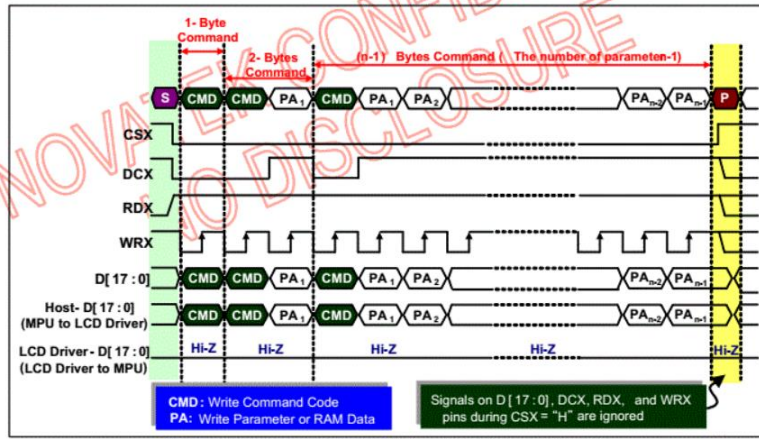 NOVATEK CONFIDENTIAL
NO DISCLOSURE
1- Byte
Command
2- Bytes
Command
(n-1) Bytes Command ( The number of parameter=n-1)
S CMD CMD PA1 CMD PA1 PA2 PAn-2 PAn-1 P
CSX
DCX
RDX
WRX
D[ 17 : 0] CMD CMD PA1 CMD PA1 PA2 PAn-2 PAn-1
Host- D[ 17 : 0] CMD CMD PA1 CMD PA1 PA2 PAn-2 PAn-1
(MPU to LCD Driver)
LCD Driver - D[ 17 : 0] Hi-Z Hi-Z Hi-Z Hi-Z Hi-Z
(LCD Driver to MPU)
CMD : Write Command Code
PA: Write Parameter or RAM Data
Signals on D [ 17 : 0] , DCX, RDX, and WRX
pins during CSX = "H" are ignored